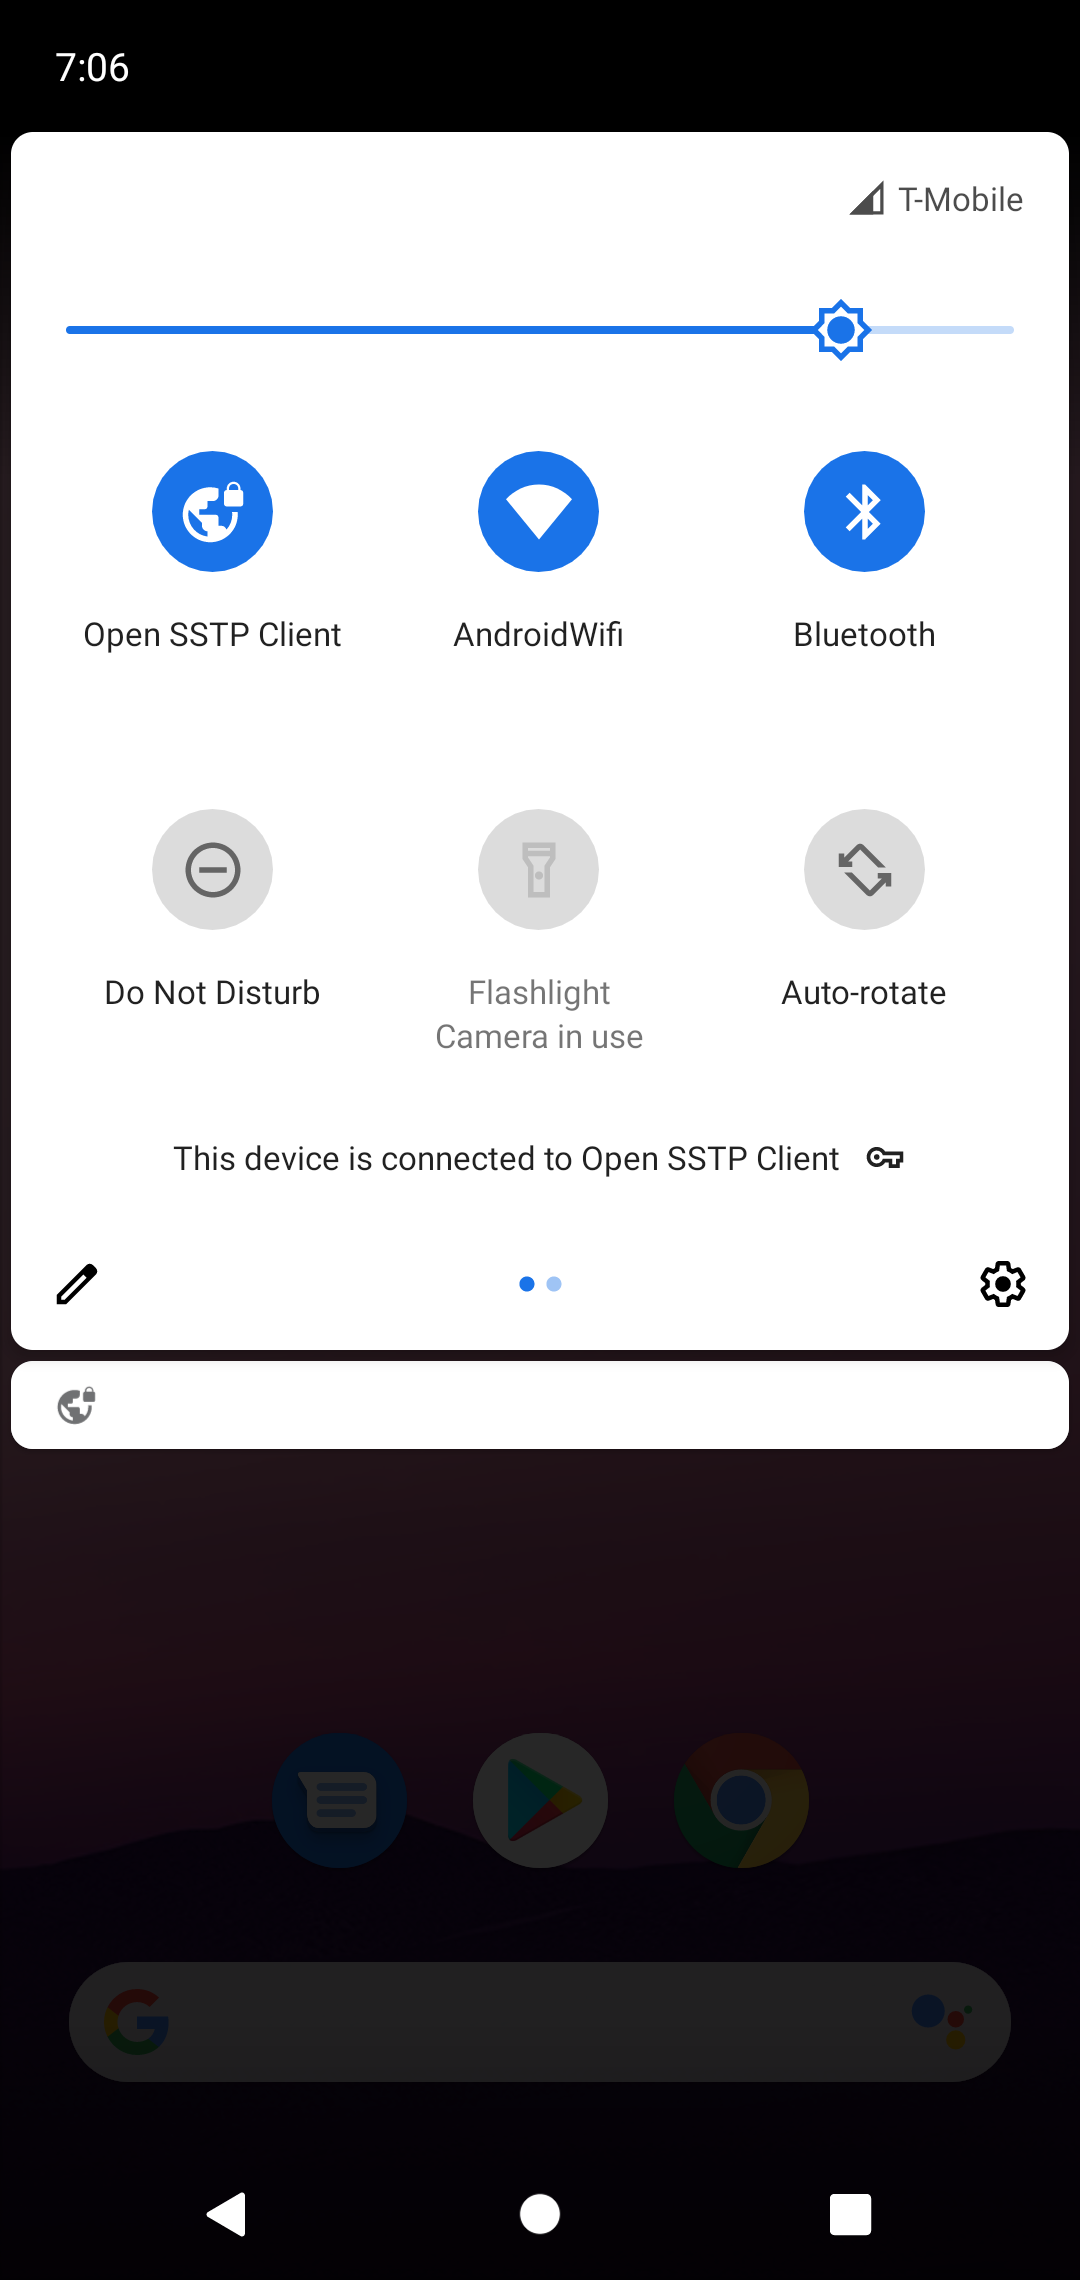 7:06
T-Mobile
Open SSTP Client
AndroidWifi
Bluetooth
Do Not Disturb
Flashlight
Camera in use
Auto-rotate
This device is connected to Open SSTP Client